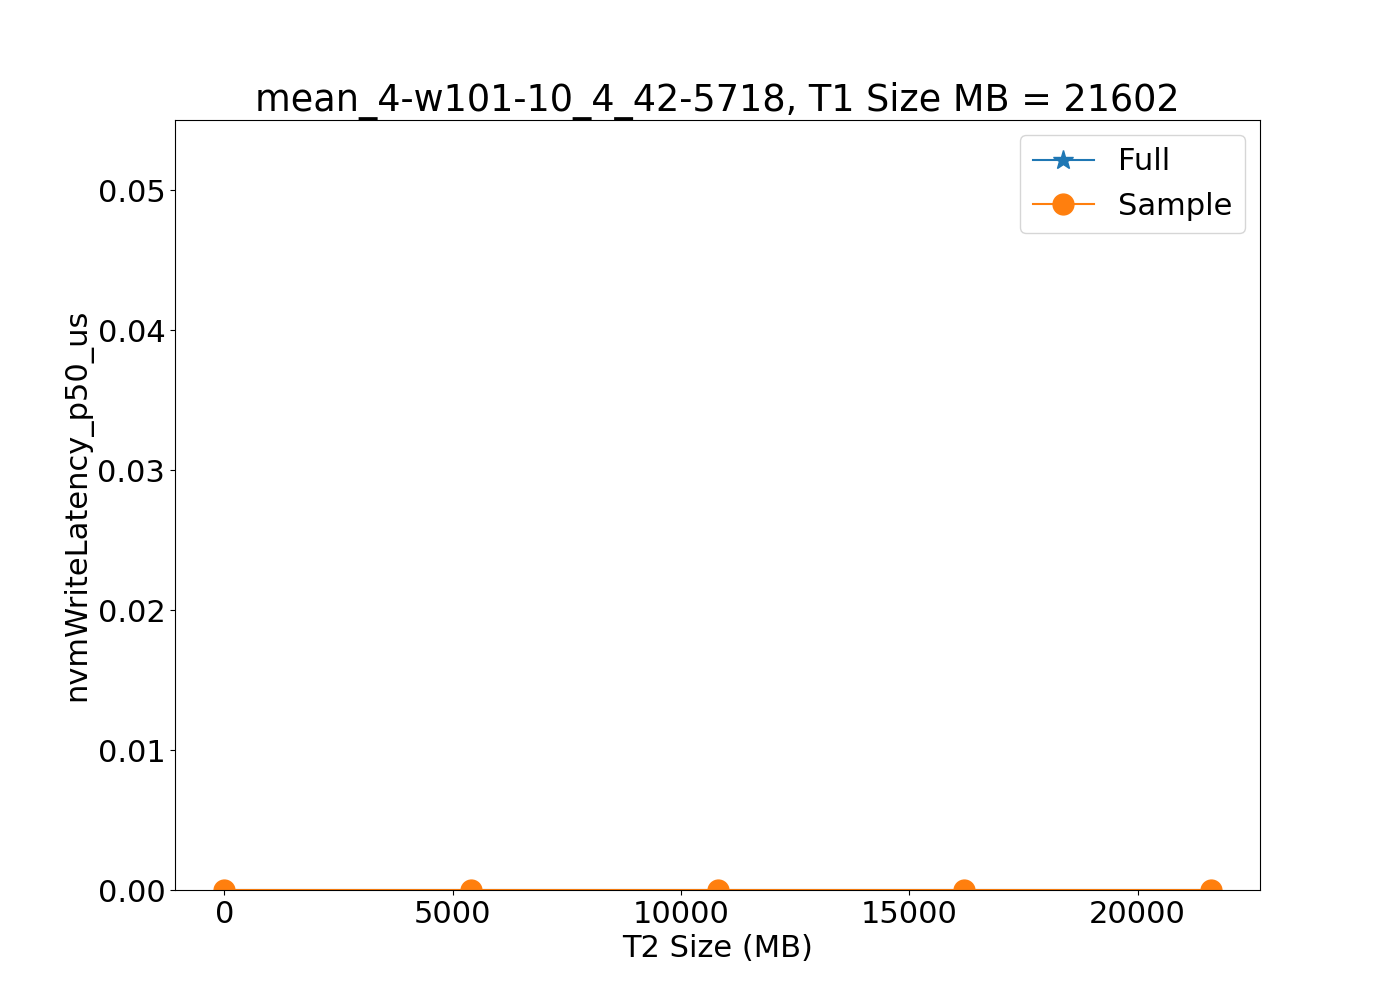 mean_4-w101-10_4_42-5718, T1 Size MB = 21602
Full
Sample
nvmWriteLatency_p50_us
0.05
0.04
0.03
0.02
0.01
0.00
0
5000
10000
15000
20000
T2 Size (MB)